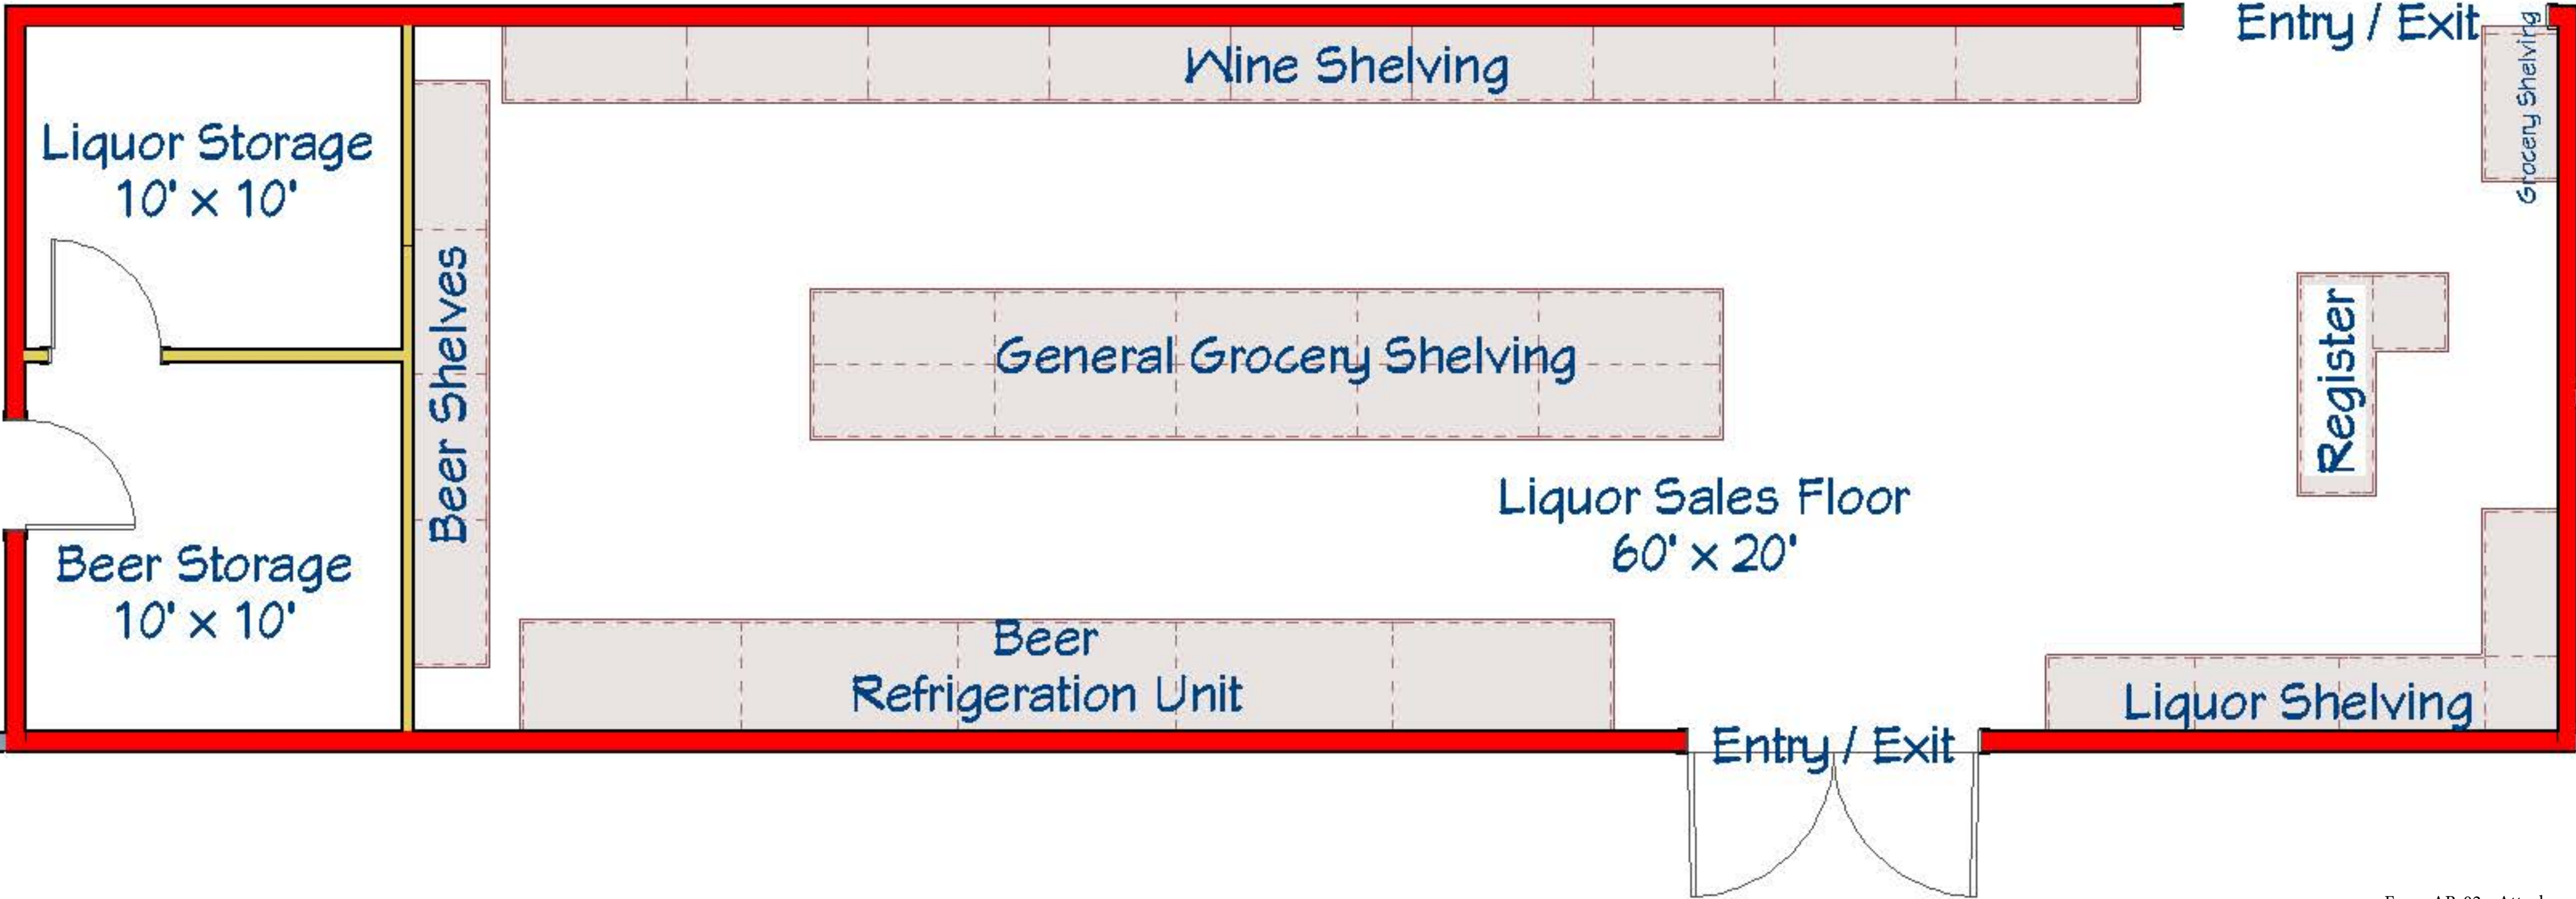 Entry / Exit
Wine Shelving
Grocery Shelving
Liquor Storage
10' x 10'
Beer Shelves
General Grocery Shelving
Register
Liquor Sales Floor
60' x 20'
Beer Storage
10' x 10'
Beer
Refrigeration Unit
Liquor Shelving
Entry / Exit